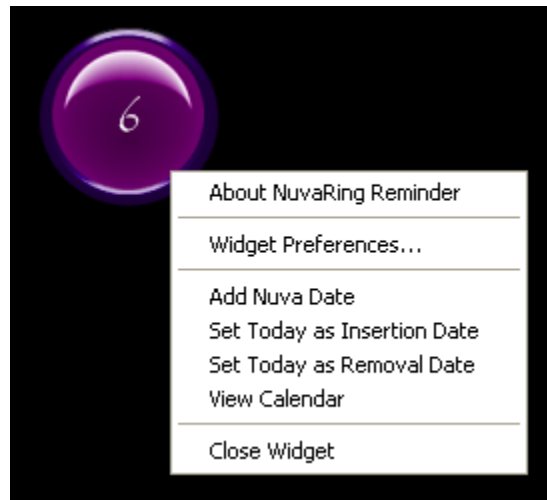 6
About NuvaRing Reminder
Widget Preferences...
Add Nuva Date
Set Today as Insertion Date
Set Today as Removal Date
View Calendar
Close Widget